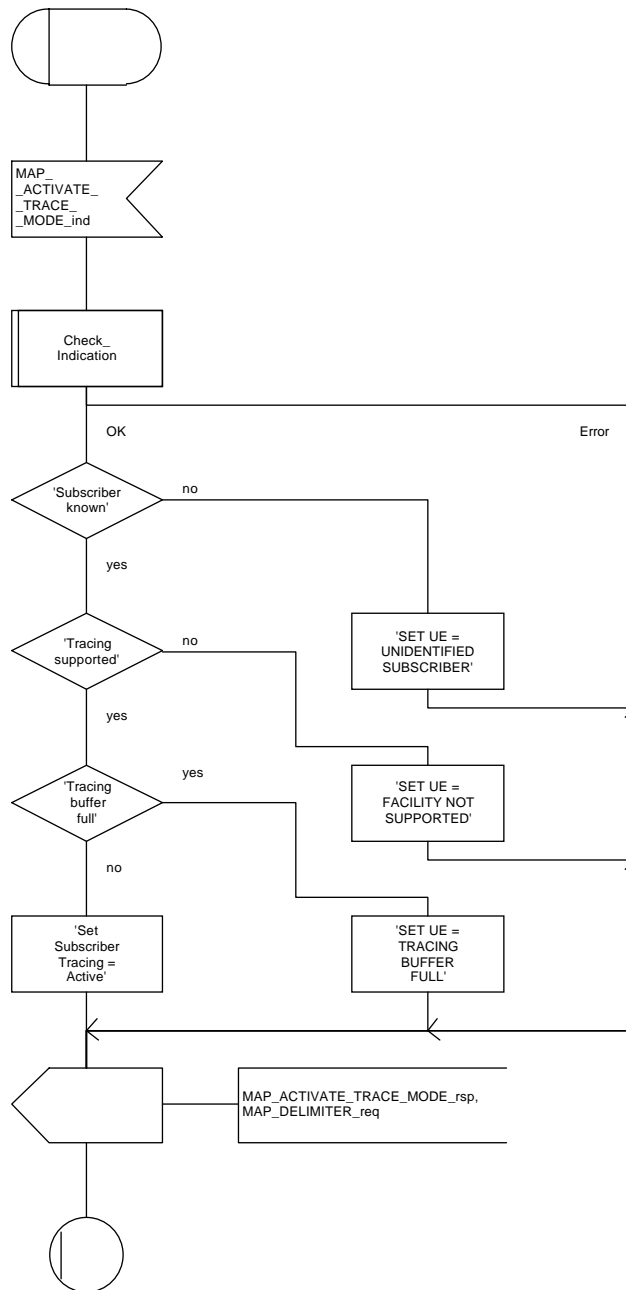 MAP_
_ACTIVATE_
_TRACE_
_MODE_ind
Check_
Indication
OK
Error
'Subscriber
known'
no
yes
'Tracing
supported'
no
'SET UE =
UNIDENTIFIED
SUBSCRIBER'
yes
'Tracing
buffer
full'
yes
'SET UE =
FACILITY NOT
SUPPORTED'
no
'Set
Subscriber
Tracing =
Active'
'SET UE =
TRACING
BUFFER
FULL'
MAP_ACTIVATE_TRACE_MODE_rsp,
MAP_DELIMITER_req